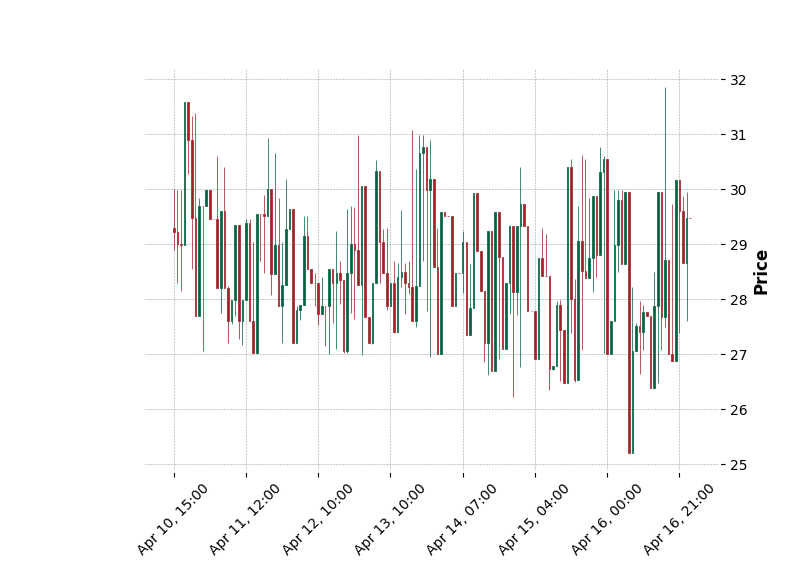 32
31
30
29
28
27
26
25
Price
Apr 10, 15:00
Apr 11, 12:00
Apr 12, 10:00
Apr 13, 10:00
Apr 14, 07:00
Apr 15, 04:00
Apr 16, 00:00
Apr 16, 21:00